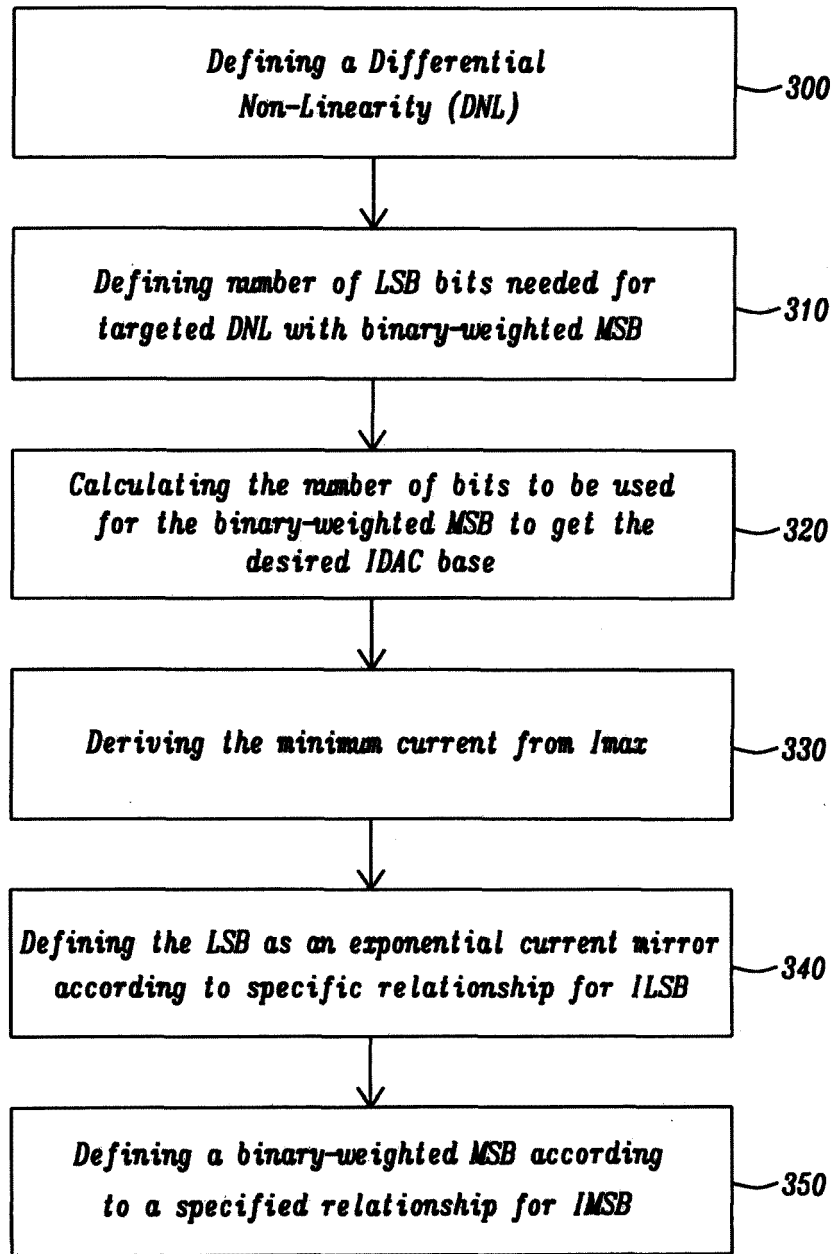 Defining a Differential
Non-Linearity (DNL)
300
Defining number of LSB bits needed for
targeted DNL with binary-weighted MSB
310
Calculating the number of bits to be used
for the binary-weighted MSB to get the
desired IDAC base
320
Deriving the minimum current from Imax
330
Defining the LSB as an exponential current mirror
according to specific relationship for ILSB
340
Defining a binary-weighted MSB according
to a specified relationship for IMSB
350